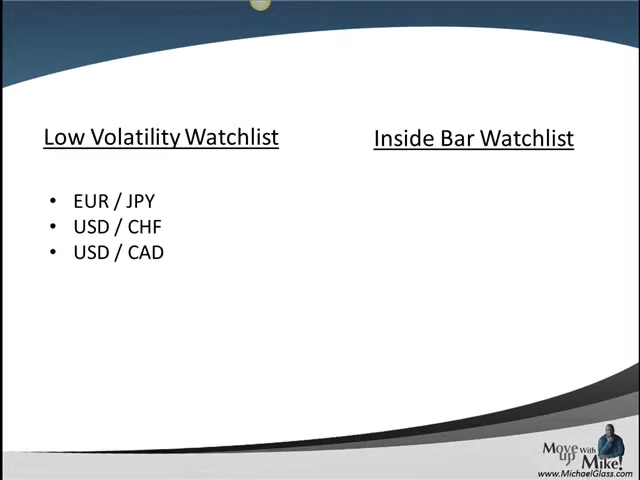 Low Volatility Watchlist
Inside Bar Watchlist
• EUR / JPY
• USD / CHF
• USD / CAD
Move up With Mike!
www.MichaelGlass.com